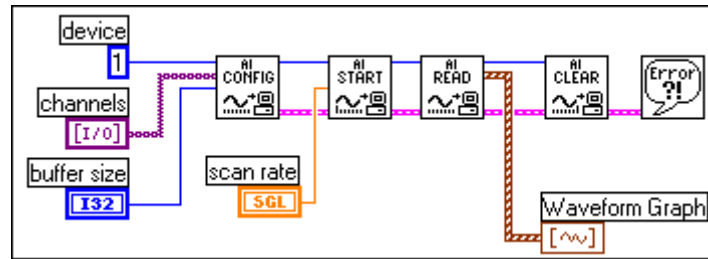 device
1
AI
CONFIG
AI
START
AI
READ
AI
CLEAR
Error
?!
channels
[I/O]
buffer size
I32
scan rate
SGL
Waveform Graph